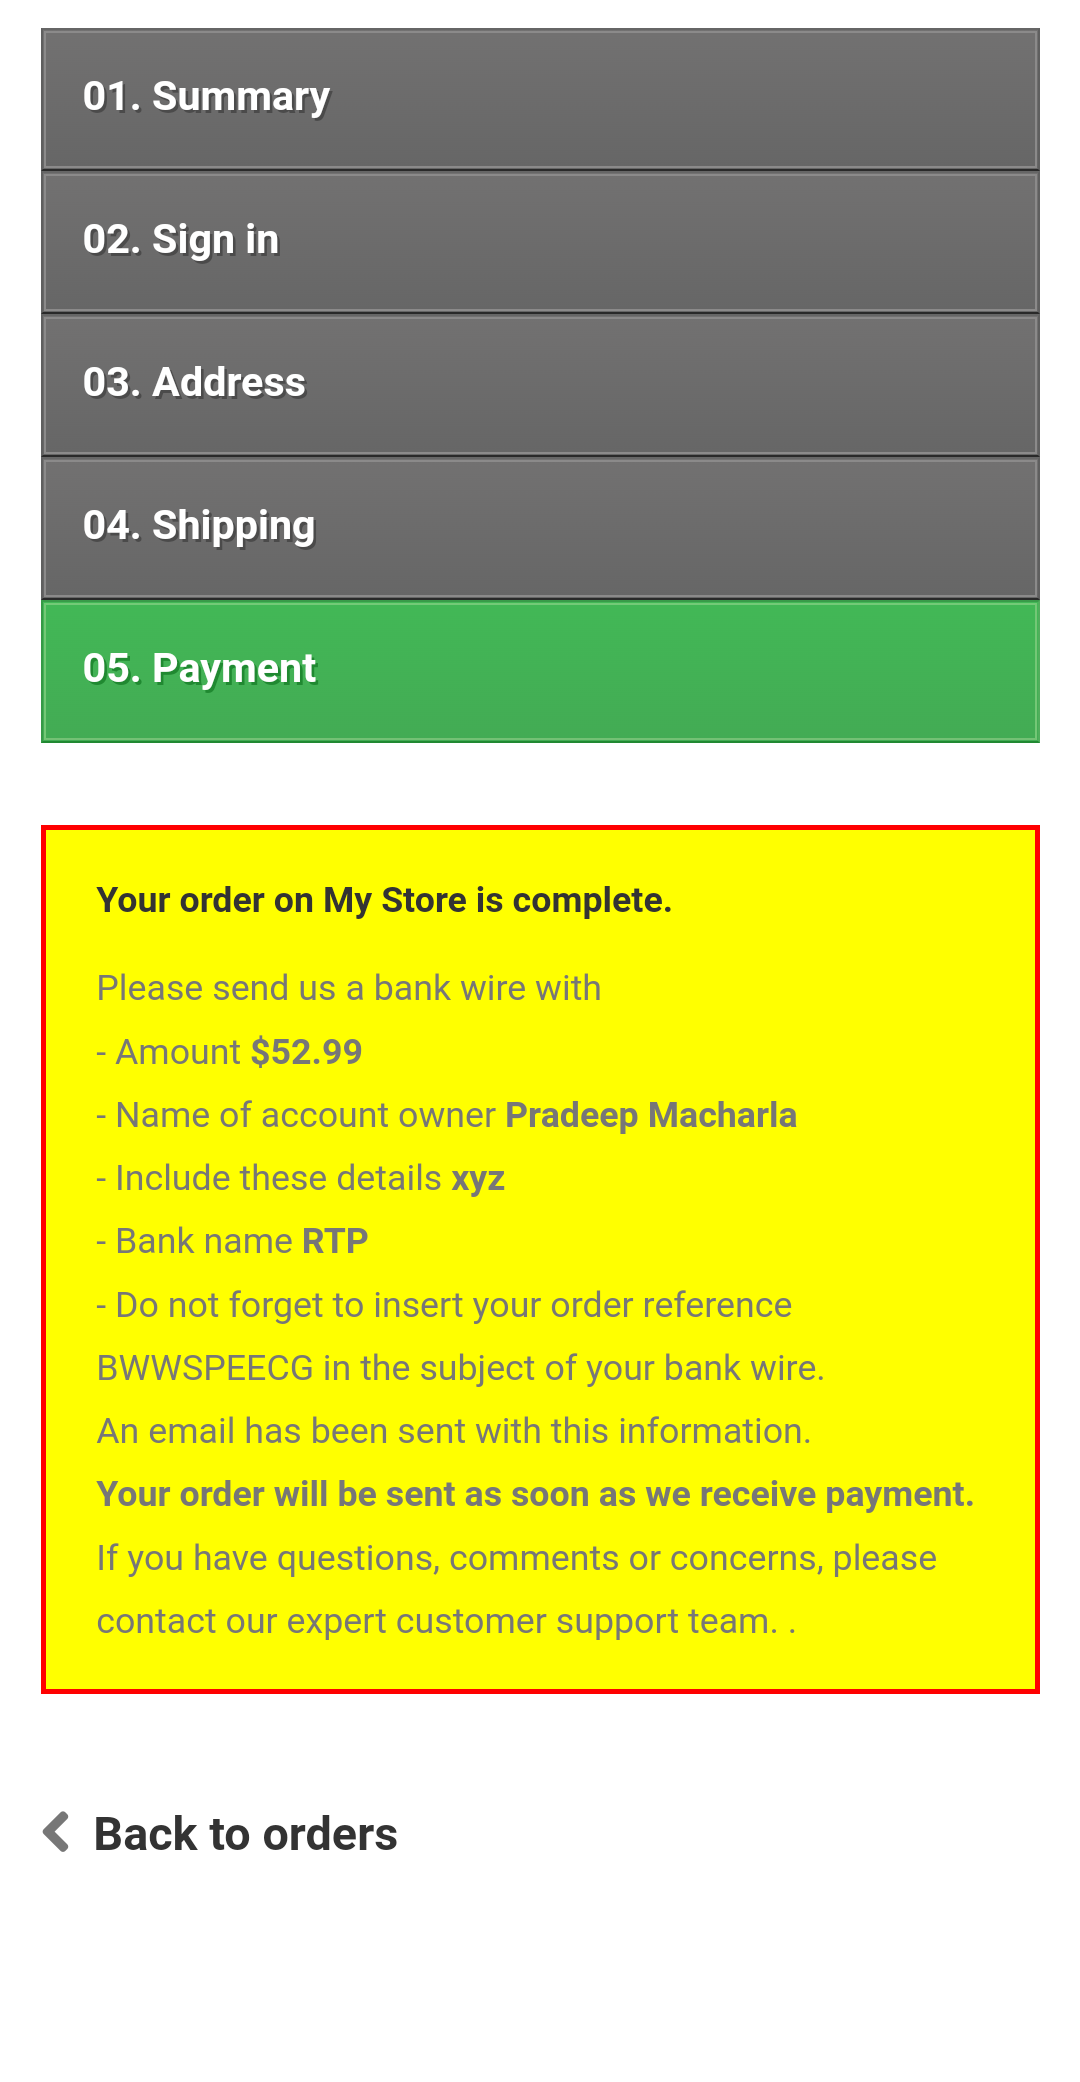 01. Summary
02. Sign in
03. Address
04. Shipping
05. Payment
Your order on My Store is complete.
Please send us a bank wire with
- Amount $52.99
- Name of account owner Pradeep Macharla
- Include these details xyz
- Bank name RTP
- Do not forget to insert your order reference
BWWSPEECG in the subject of your bank wire.
An email has been sent with this information.
Your order will be sent as soon as we receive payment.
If you have questions, comments or concerns, please
contact our expert customer support team. .
Back to orders